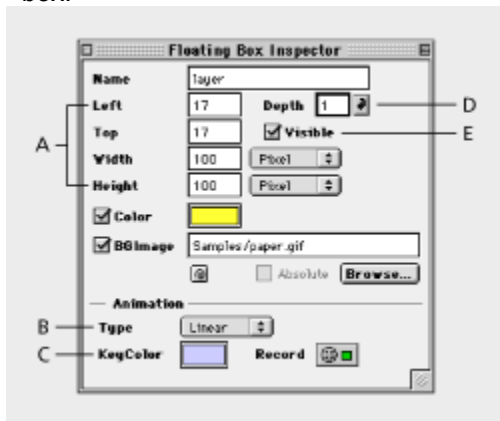 Floating Box Inspector
Name layer
Left 17 Depth 1 D
Top 17 Visible E
A
Width 100 Pixel
Height 100 Pixel
Color
BGImage Samples/paper.gif
Absolute Browse...
Animation
B Type Linear
C KeyColor Record